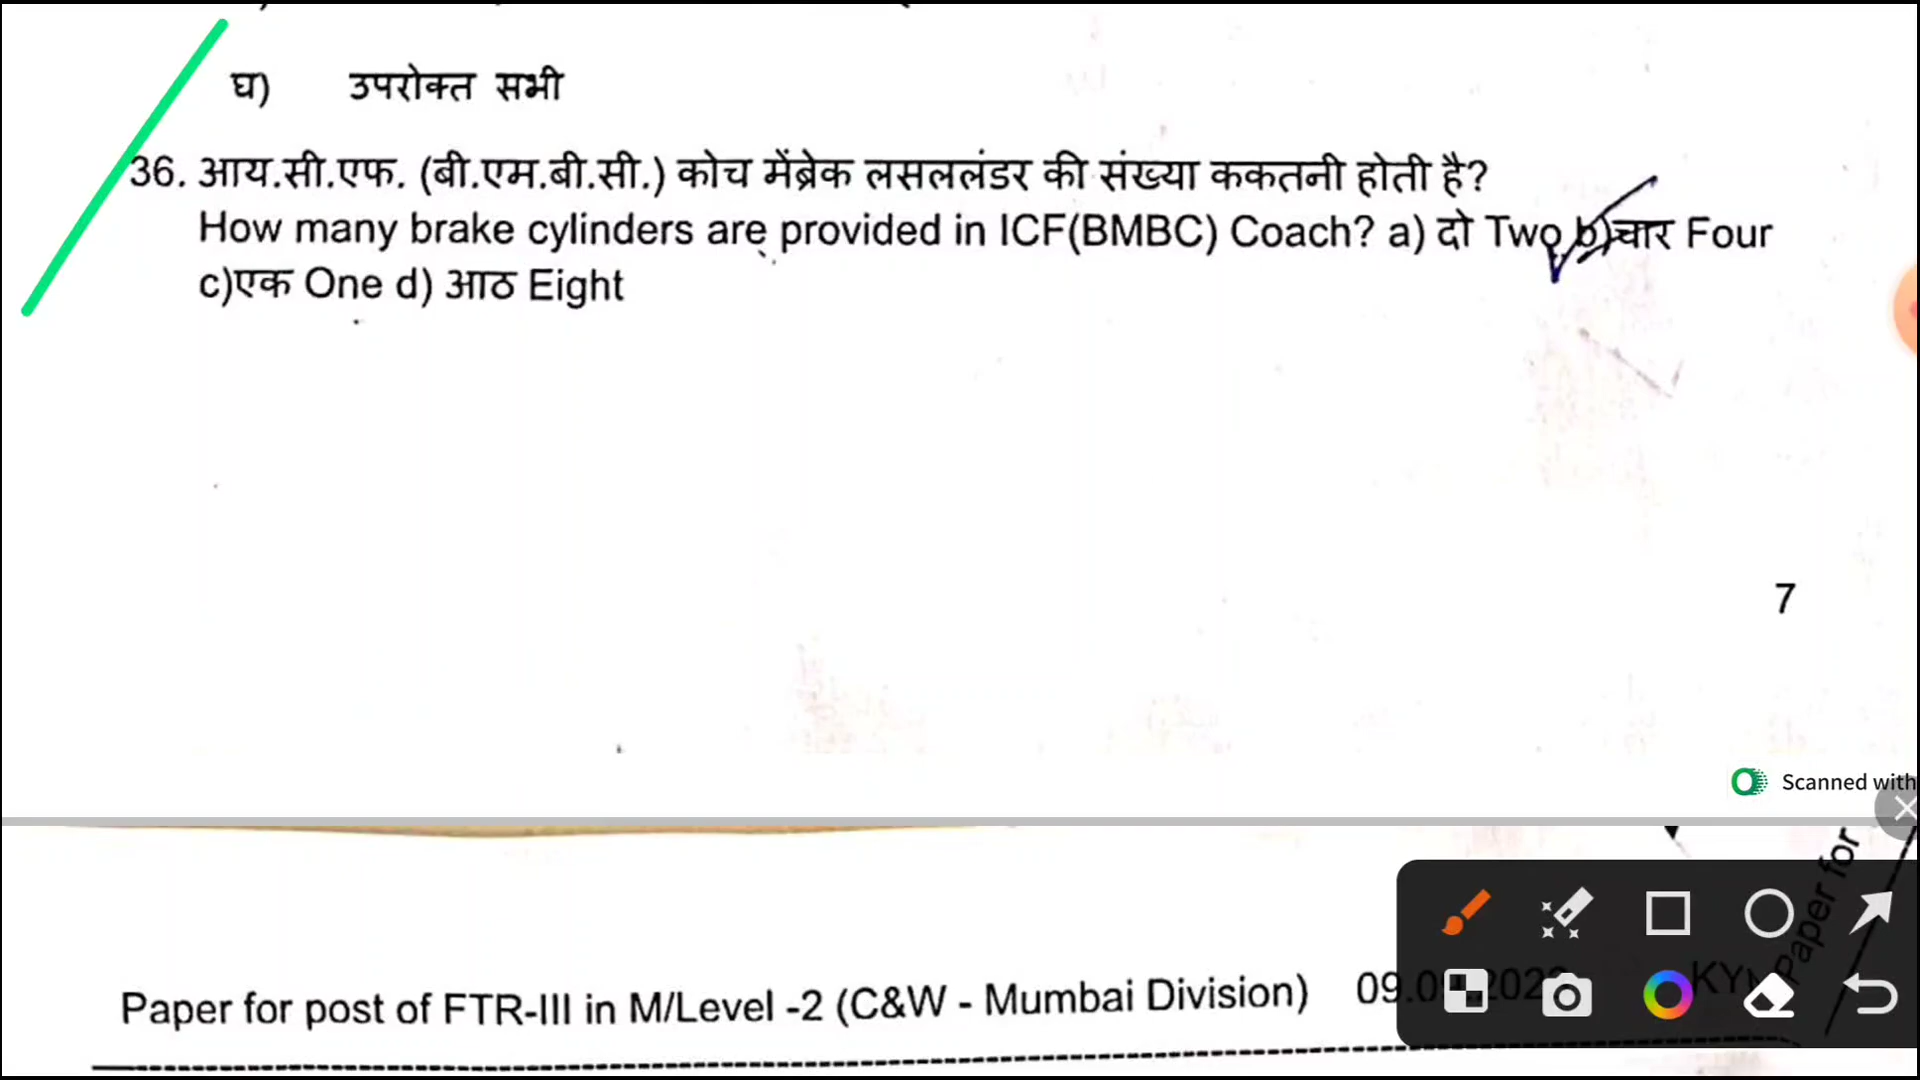 घ) उपरोक्त सभी
36. आय.सी.एफ. (बी.एम.बी.सी.) कोच मेंब्रेक लसललंडर की संख्या ककतनी होती है?
How many brake cylinders are provided in ICF(BMBC) Coach? a) दो Two b)चार Four
c)एक One d) आठ Eight
7
Scanned with
Paper for
Paper for post of FTR-III in M/Level -2 (C&W - Mumbai Division)